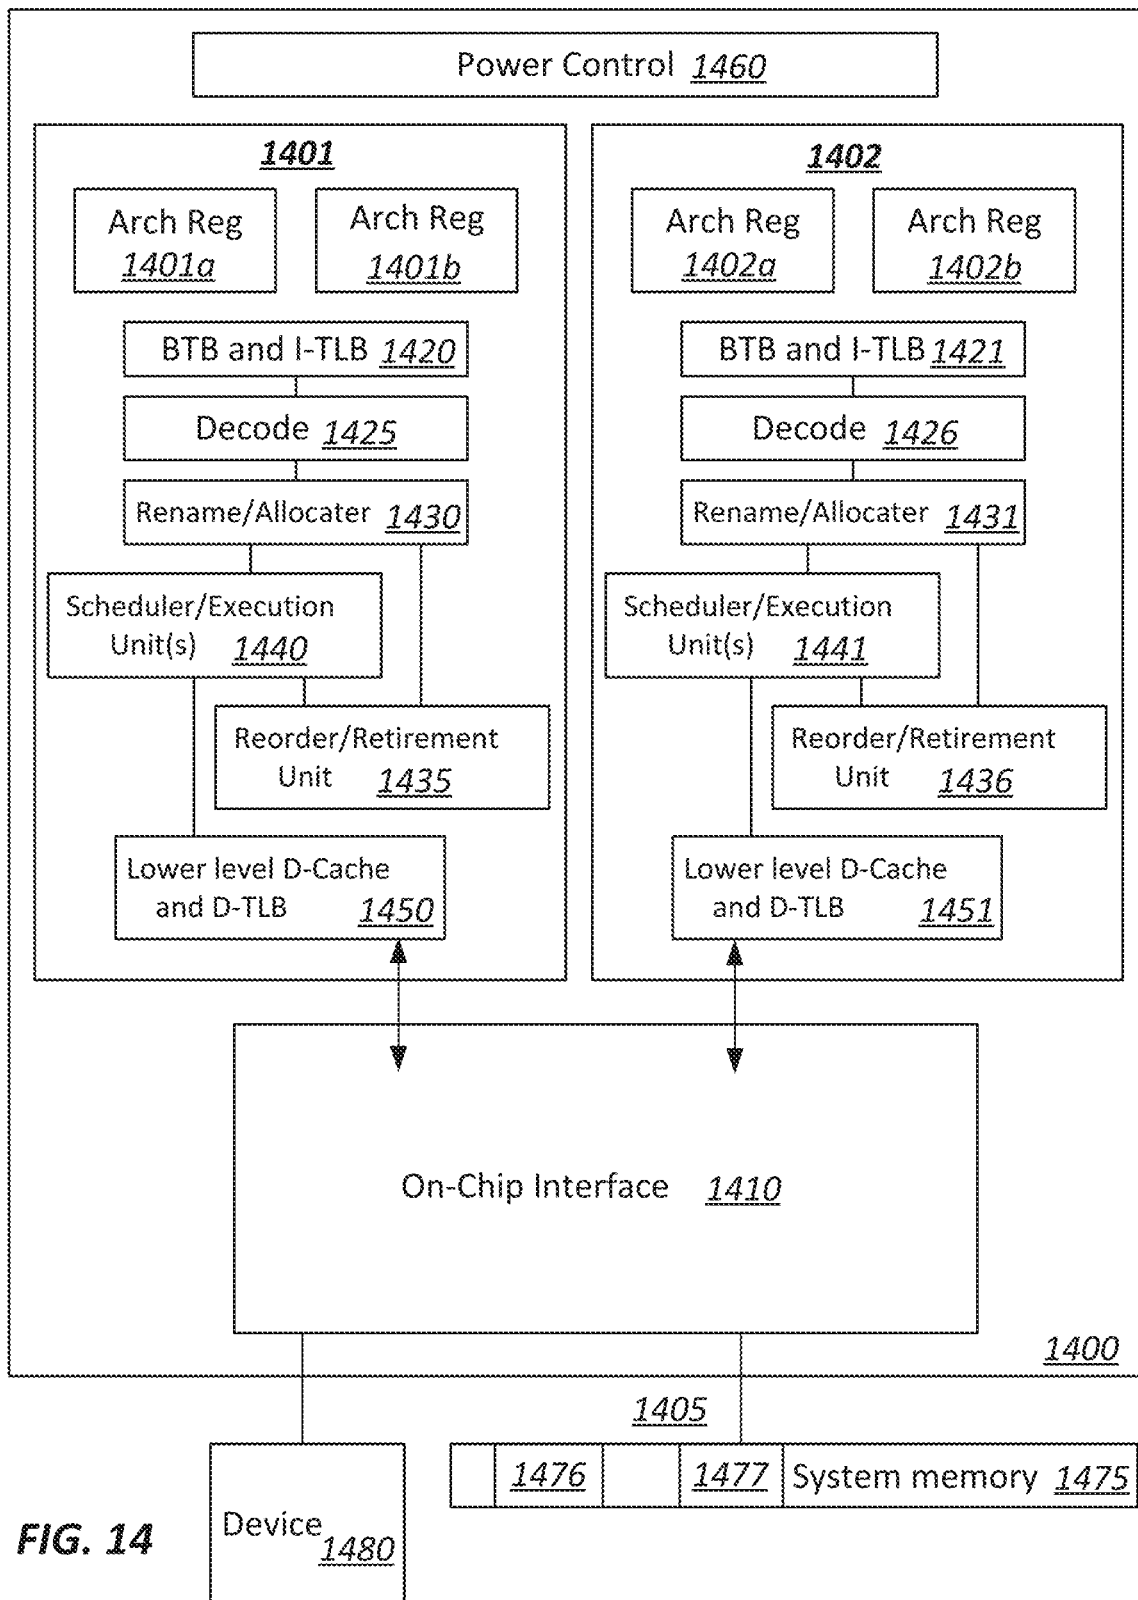 Power Control 1460
1401
Arch Reg
1401a
Arch Reg
1401b
BTB and I-TLB 1420
Decode 1425
Rename/Allocater 1430
Scheduler/Execution
Unit(s) 1440
Reorder/Retirement
Unit 1435
Lower level D-Cache
and D-TLB 1450
1402
Arch Reg
1402a
Arch Reg
1402b
BTB and I-TLB 1421
Decode 1426
Rename/Allocater 1431
Scheduler/Execution
Unit(s) 1441
Reorder/Retirement
Unit 1436
Lower level D-Cache
and D-TLB 1451
On-Chip Interface 1410
1400
1405
1476 1477 System memory 1475
Device 1480
FIG. 14